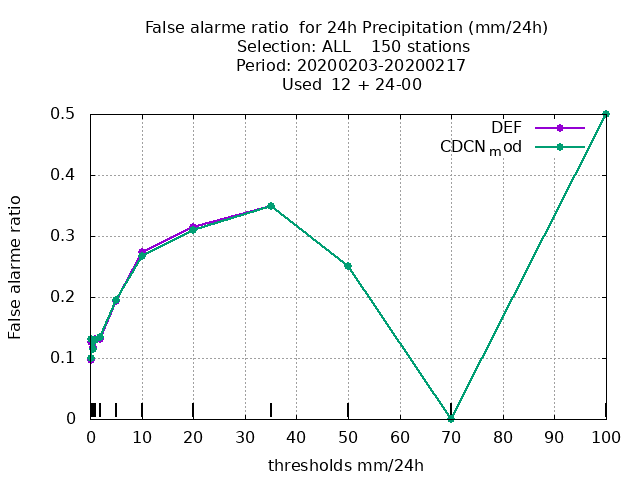 False alarme ratio  for 24h Precipitation (mm/24h)
Selection: ALL    150 stations
Period: 20200203-20200217
Used  12 + 24-00
0.5
0.4
0.3
0.2
0.1
0
False alarme ratio
DEF
CDCN_mod
0 10 20 30 40 50 60 70 80 90 100
thresholds mm/24h